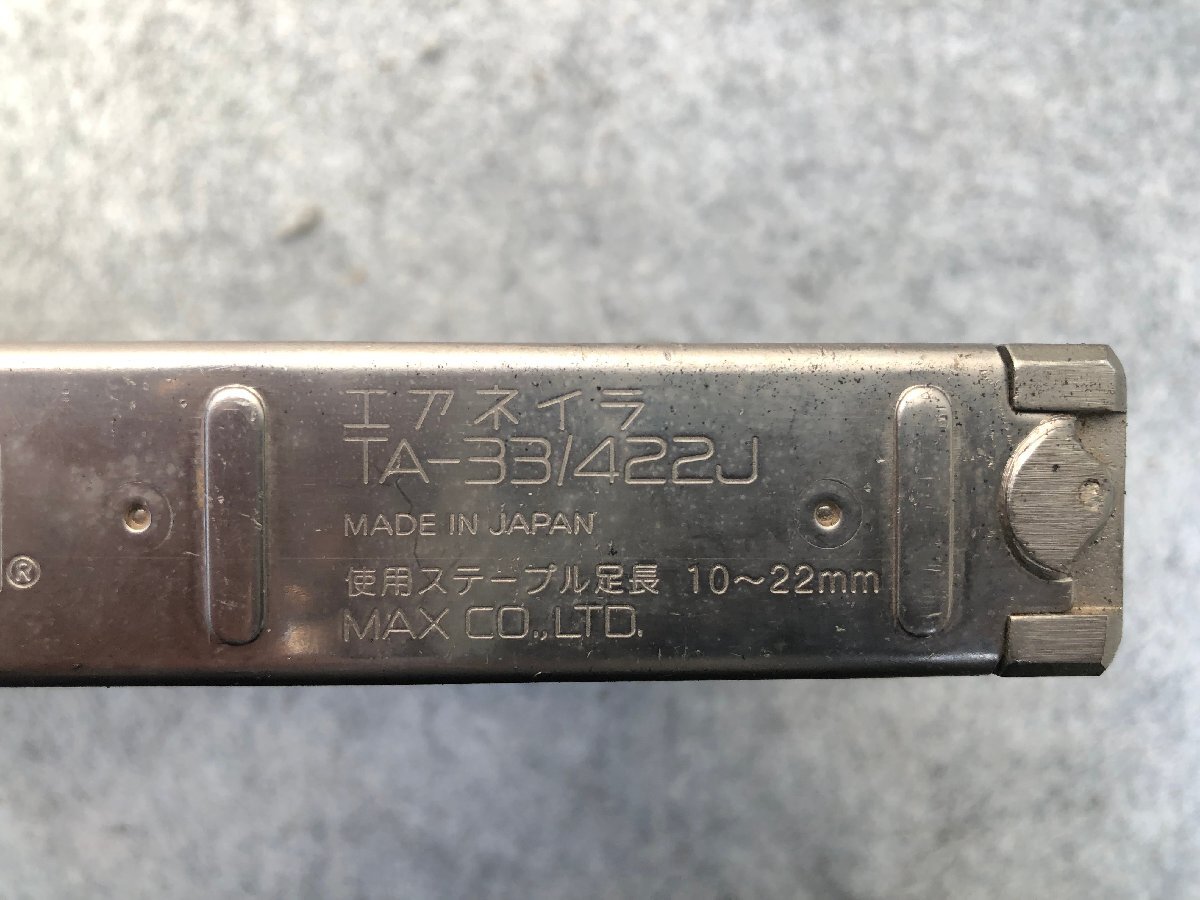 エアネイラ
TA-33/422J
MADE IN JAPAN
使用ステープル足長 10～22mm
MAX CO.,LTD.
®